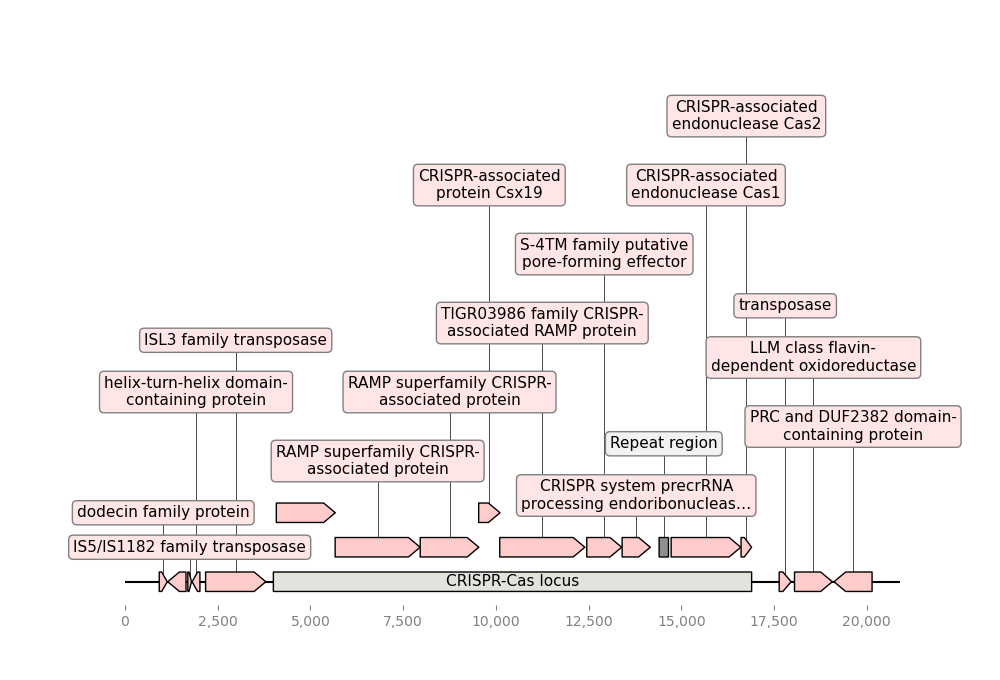 CRISPR-associated
endonuclease Cas2
CRISPR-associated
protein Csx19
CRISPR-associated
endonuclease Cas1
S-4TM family putative
pore-forming effector
transposase
TIGR03986 family CRISPR-
associated RAMP protein
ISL3 family transposase
LLM class flavin-
dependent oxidoreductase
helix-turn-helix domain-
containing protein
RAMP superfamily CRISPR-
associated protein
PRC and DUF2382 domain-
containing protein
Repeat region
RAMP superfamily CRISPR-
associated protein
CRISPR system precrRNA
processing endoribonucleas...
dodecin family protein
IS5/IS1182 family transposase
CRISPR-Cas locus
0 2,500 5,000 7,500 10,000 12,500 15,000 17,500 20,000